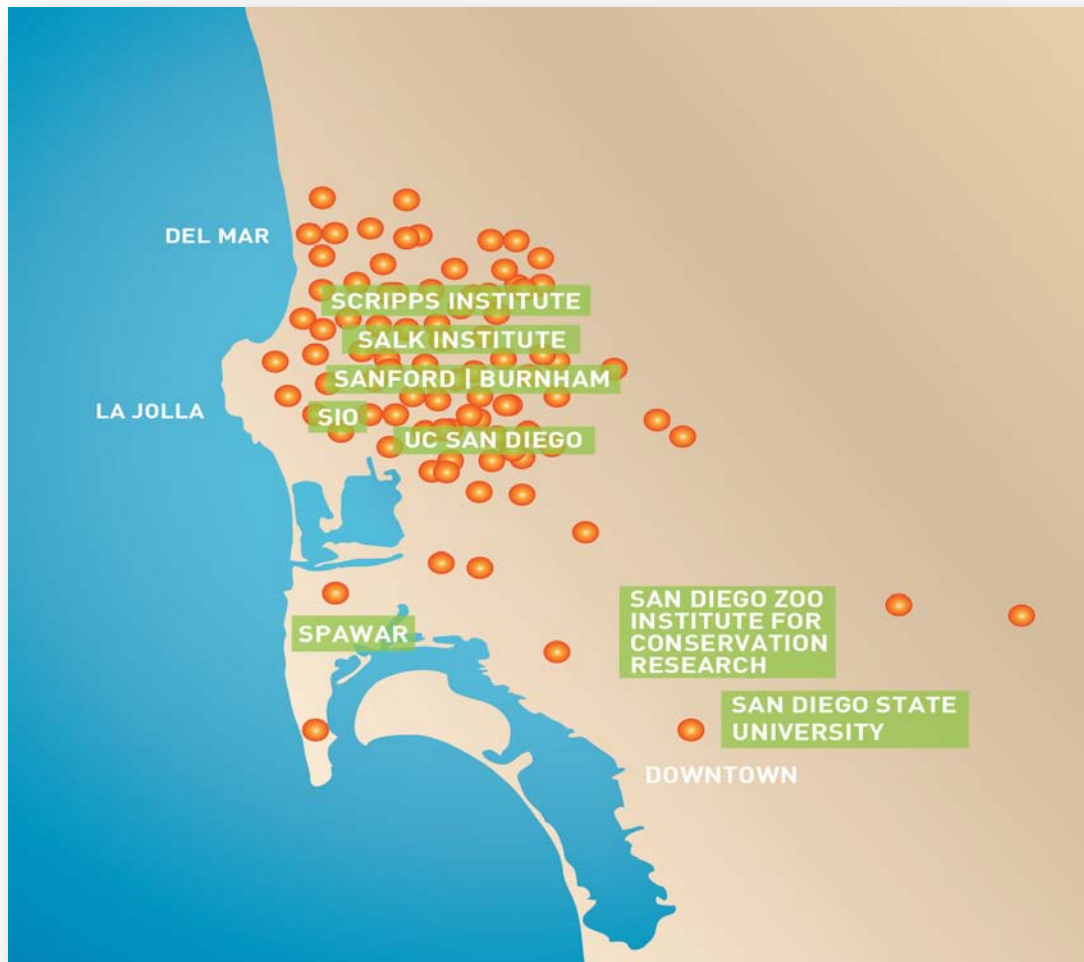 DEL MAR
SCRIPPS INSTITUTE
SALK INSTITUTE
SANFORD | BURNHAM
LA JOLLA
SIO
UC SAN DIEGO
SPAWAR
SAN DIEGO ZOO
INSTITUTE FOR
CONSERVATION
RESEARCH
SAN DIEGO STATE
UNIVERSITY
DOWNTOWN